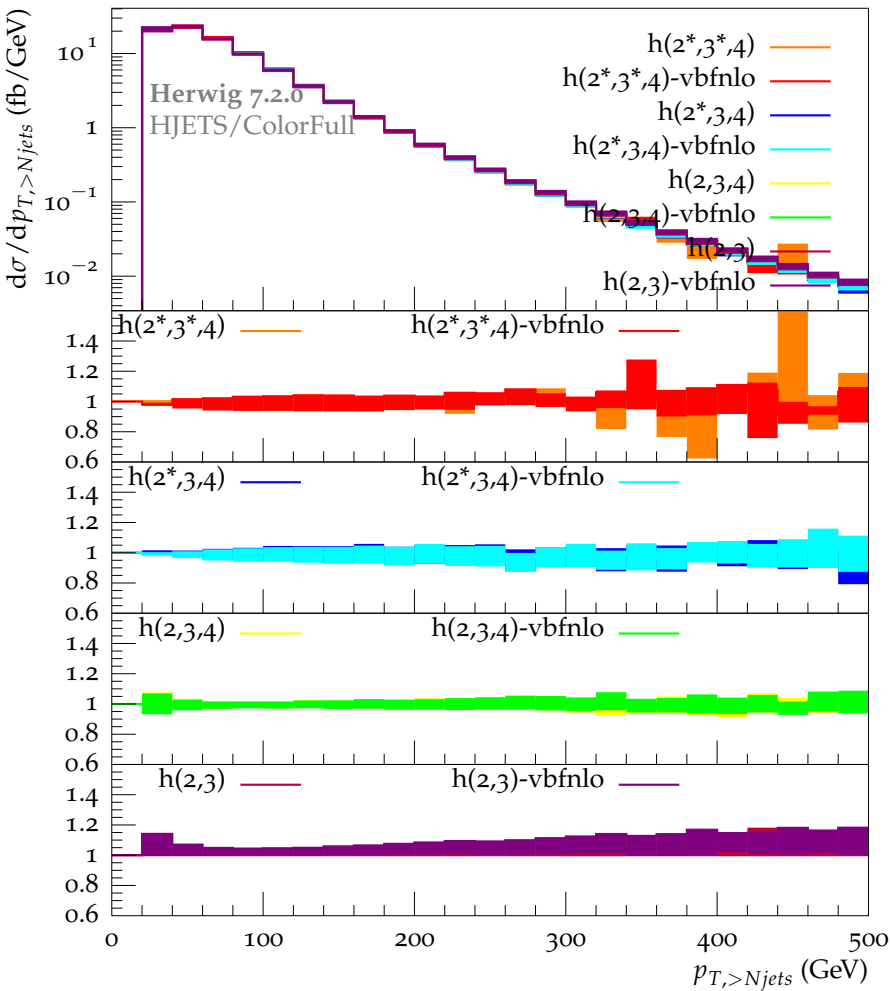 dσ/dp_{T,>Njets} (fb/GeV)
10^1
1
10^{-1}
10^{-2}
Herwig 7.2.0
HJETS/ColorFull
h(2*,3*,4)
h(2*,3*,4)-vbfnlo
h(2*,3,4)
h(2*,3,4)-vbfnlo
h(2,3,4)
h(2,3,4)-vbfnlo
h(2,3)
h(2,3)-vbfnlo
h(2*,3*,4) h(2*,3*,4)-vbfnlo
1.4
1.2
1
0.8
0.6
h(2*,3,4) h(2*,3,4)-vbfnlo
1.4
1.2
1
0.8
0.6
h(2,3,4) h(2,3,4)-vbfnlo
1.4
1.2
1
0.8
0.6
h(2,3) h(2,3)-vbfnlo
1.4
1.2
1
0.8
0.6
0 100 200 300 400 500
p_{T,>Njets} (GeV)